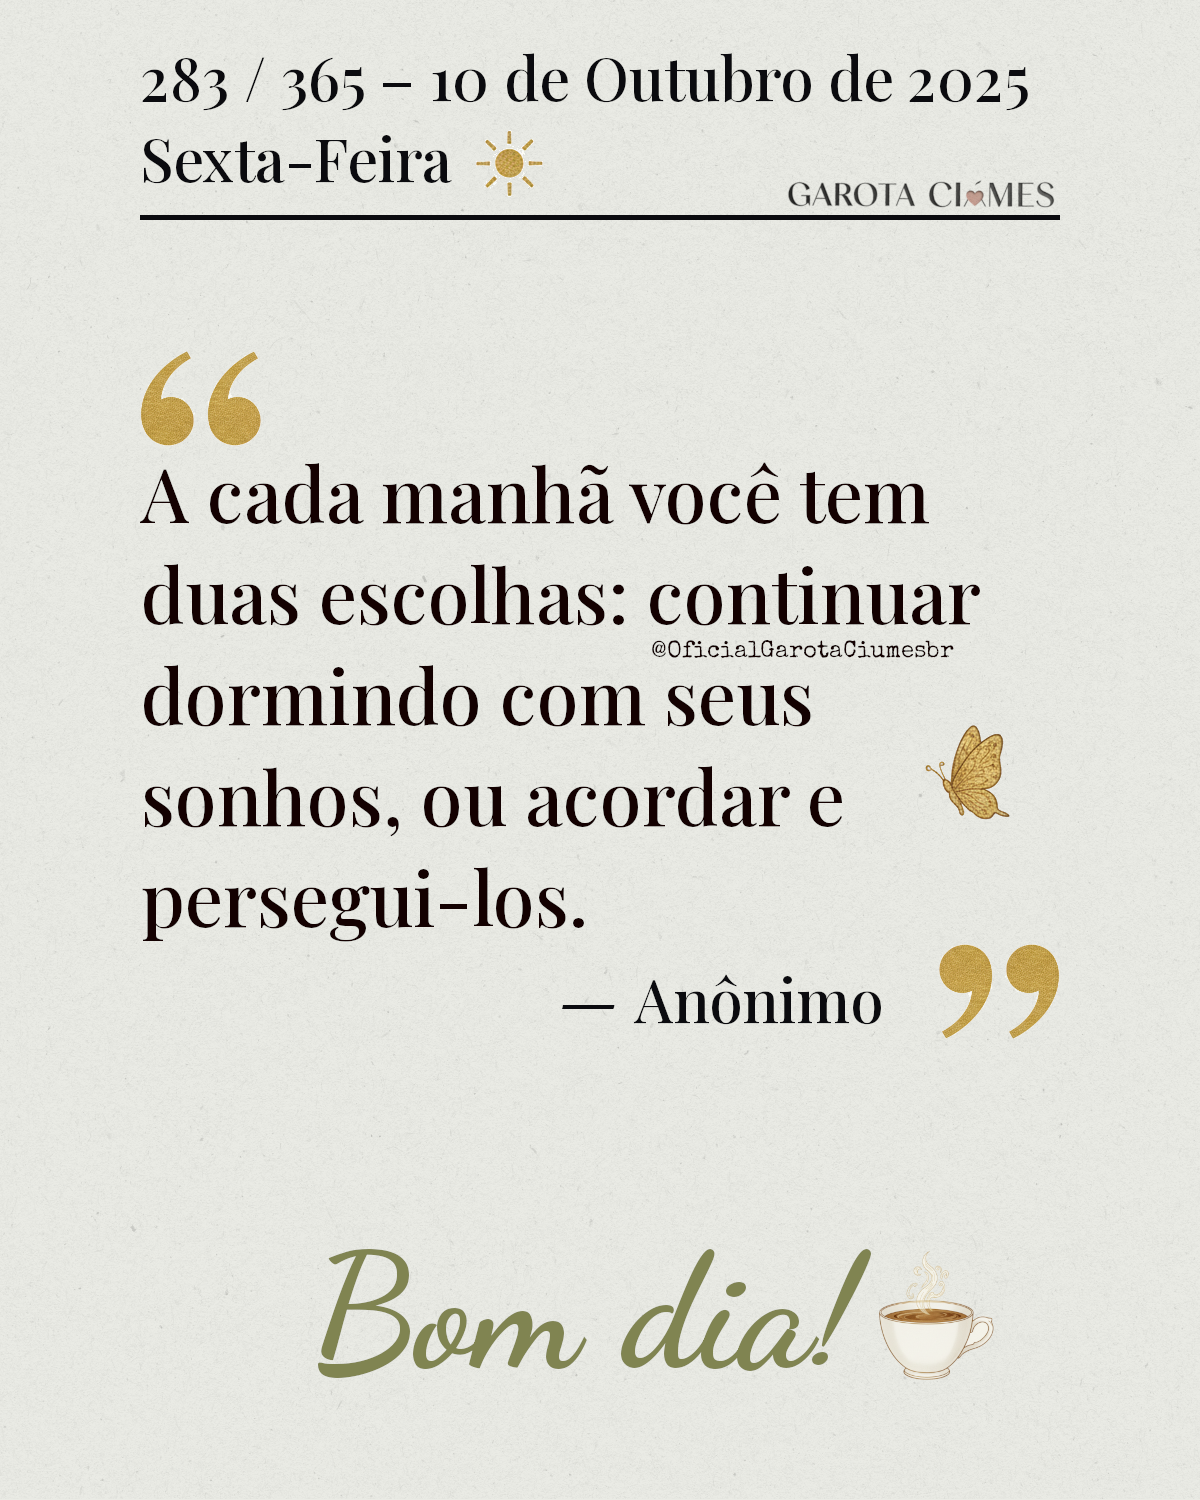 283 / 365 – 10 de Outubro de 2025
Sexta-Feira
GAROTA CIÚMES
“
A cada manhã você tem
duas escolhas: continuar
@OficialGarotaCiumesbr
dormindo com seus
sonhos, ou acordar e
persegui-los.
— Anônimo ”
Bom dia!